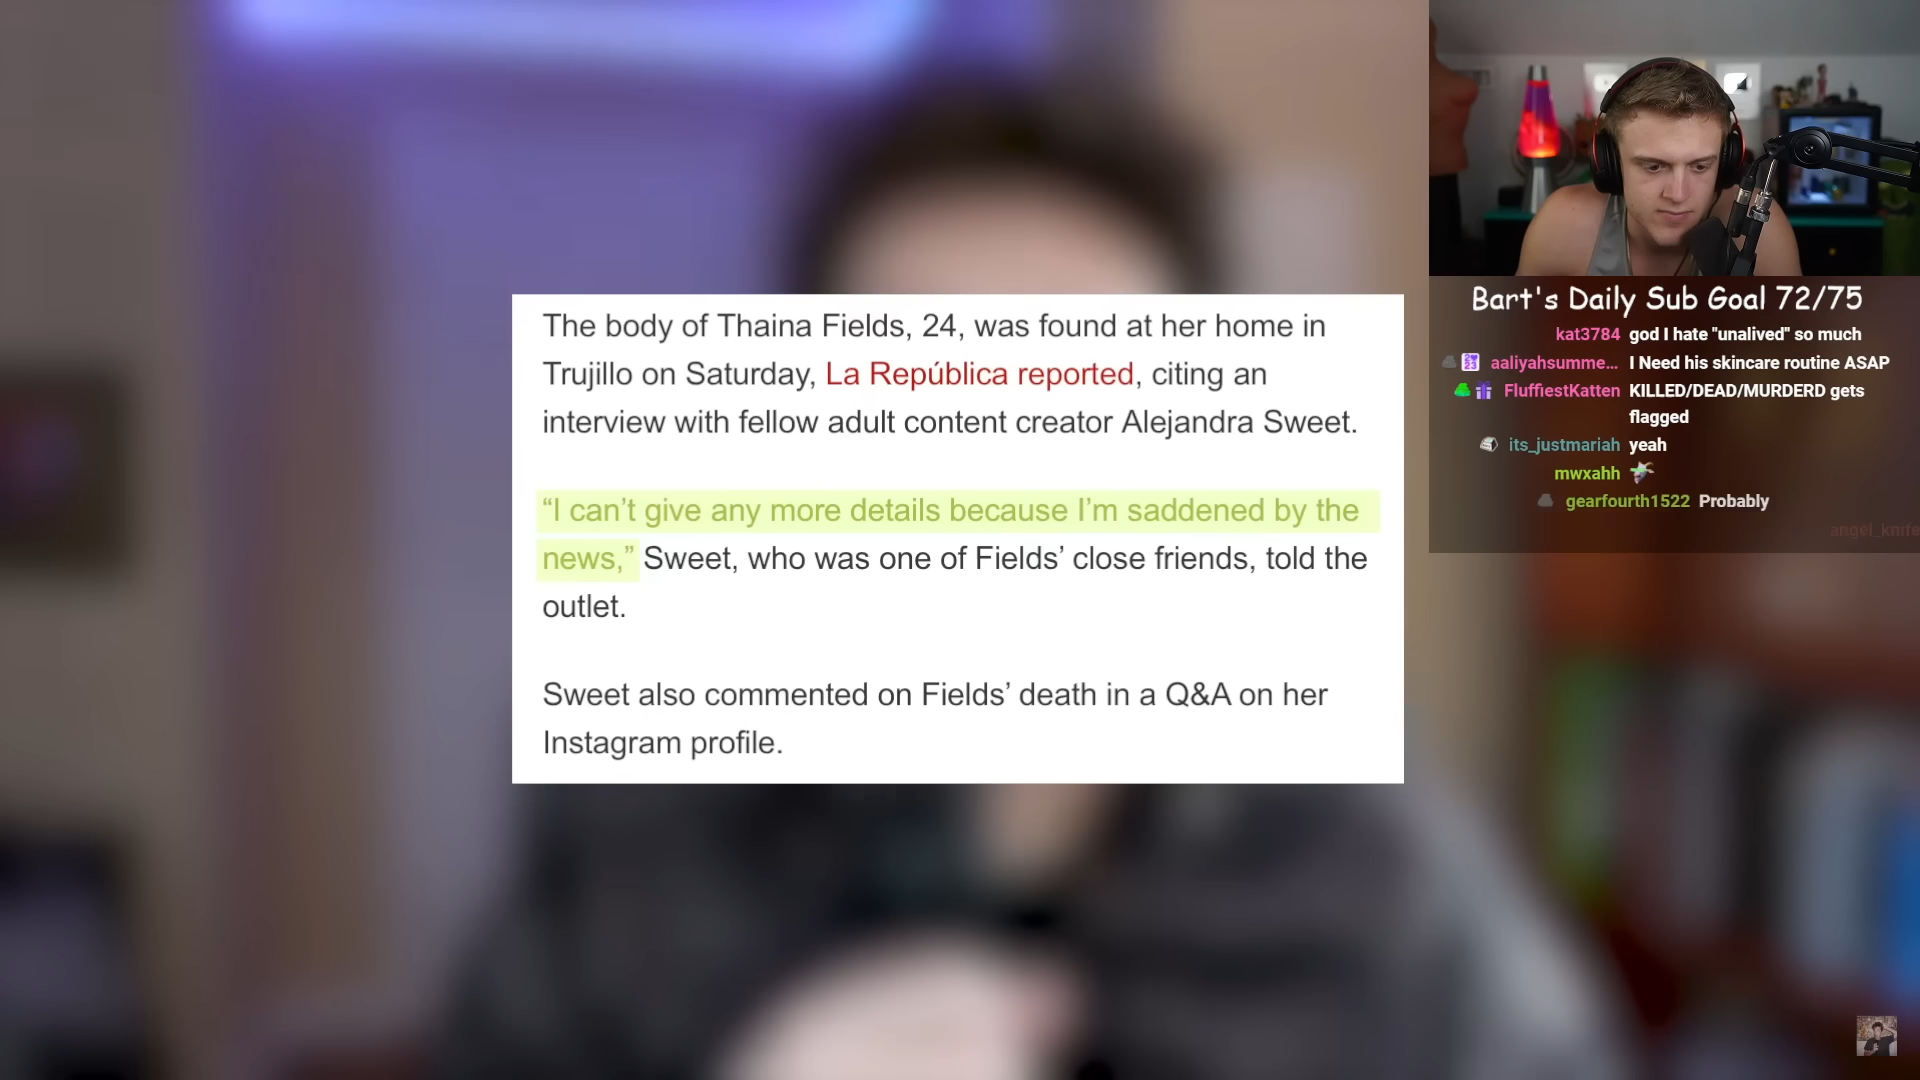 The body of Thaina Fields, 24, was found at her home in
Trujillo on Saturday, La República reported, citing an
interview with fellow adult content creator Alejandra Sweet.
“I can’t give any more details because I’m saddened by the
news,” Sweet, who was one of Fields’ close friends, told the
outlet.
Sweet also commented on Fields’ death in a Q&A on her
Instagram profile.
Bart's Daily Sub Goal 72/75
kat3784 god I hate "unalived" so much
aaliyahsumme... I Need his skincare routine ASAP
FluffiestKatten KILLED/DEAD/MURDERD gets
flagged
its_justmariah yeah
mwxahh
gearfourth1522 Probably
angel_knife